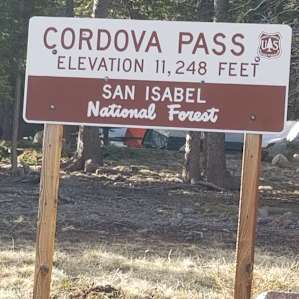 CORDOVA PASS
ELEVATION 11,248 FEET
SAN ISABEL
National Forest